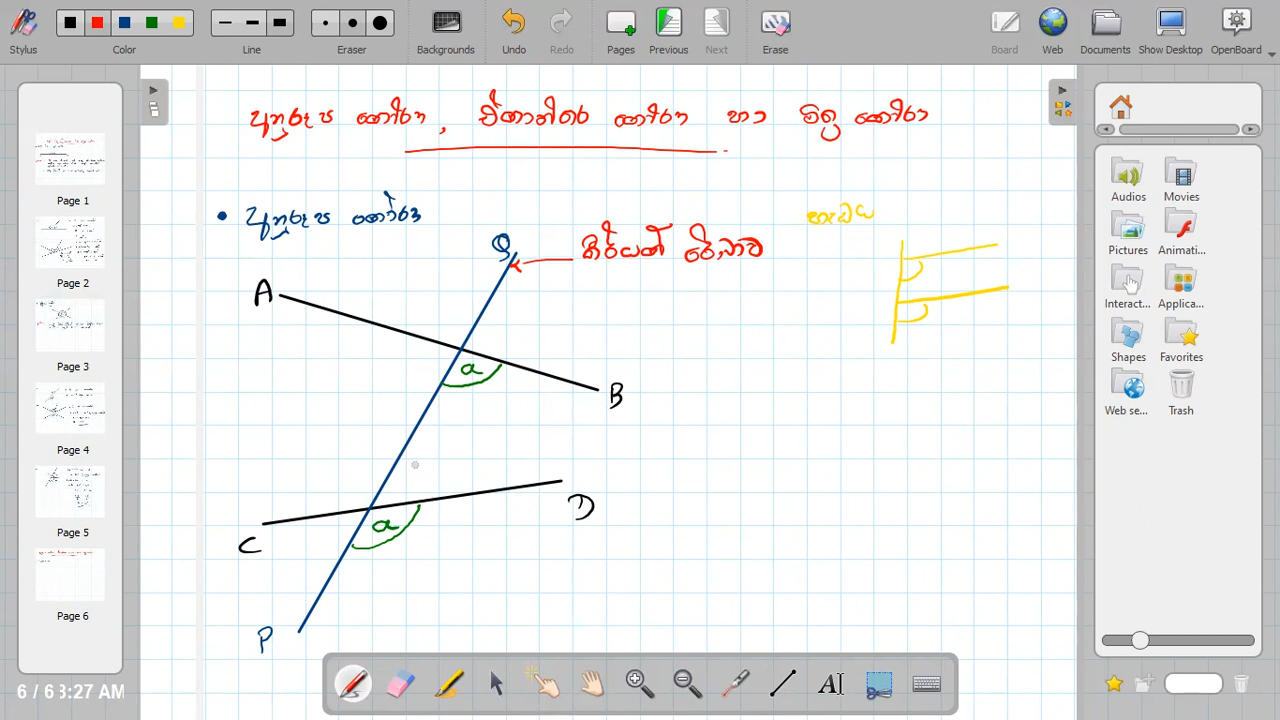 Stylus Color Line Eraser Backgrounds Undo Redo Pages Previous Next Erase Board Web Documents Show Desktop OpenBoard
අනුරූප කෝණ, ඒකාන්තර කෝණ හා මිත්‍ර කෝණ
• අනුරූප කෝණ
හැඩය
Q
තීර්යක් රේඛාව
A
a
B
C
a
D
P
Page 1
Page 2
Page 3
Page 4
Page 5
Page 6
6 / 6
8:27 AM
Audios Movies
Pictures Animati...
Interact... Applica...
Shapes Favorites
Web se... Trash